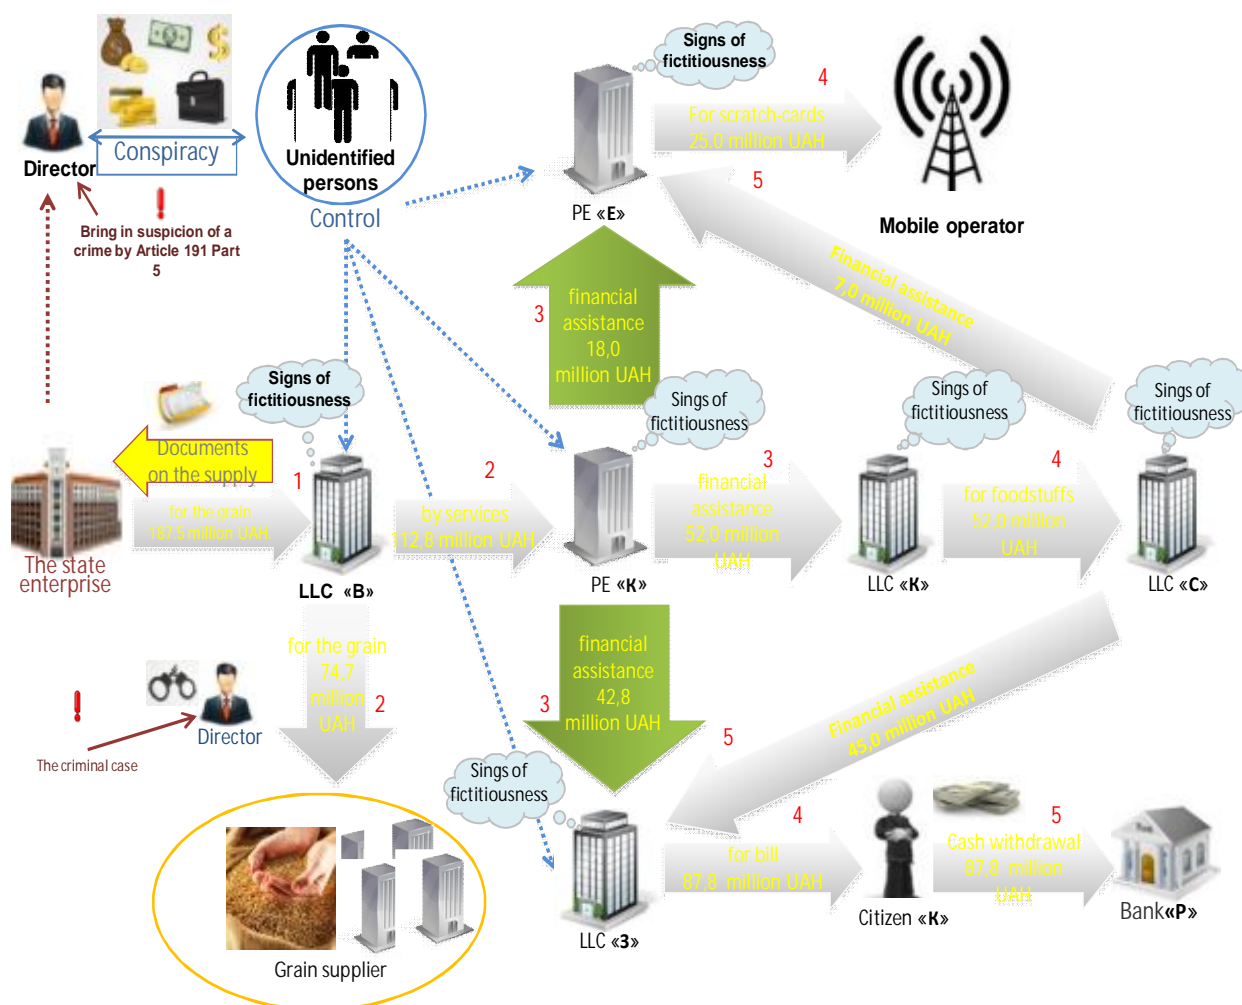 Signs of
fictitiousness
4
For scratch-cards
25.0 million UAH
Conspiracy
Director
Unidentified
persons
Control
PE «E»
5
Mobile operator
!
Bring in suspicion of a
crime by Article 191 Part
5
Financial assistance
7,0 million UAH
3
financial
assistance
18,0
million UAH
Signs of
fictitiousness
Sings of
fictitiousness
Sings of
fictitiousness
Sings of
fictitiousness
Documents
on the supply
1
for the grain
187.5 million UAH
2
by services
112,8 million UAH
3
financial
assistance
52.0 million
UAH
4
for foodstuffs
52.0 million
UAH
The state
enterprise
LLC «B»
PE «K»
LLC «K»
LLC «C»
for the grain
74,7
million
UAH
2
financial
assistance
42,8
million UAH
3
5
Financial assistance
45,0 million UAH
!
Director
The criminal case
Sings of
fictitiousness
4
for bill
87,8 million UAH
5
Cash withdrawal
87,8 million
UAH
Grain supplier
LLC «3»
Citizen «K»
Bank«P»